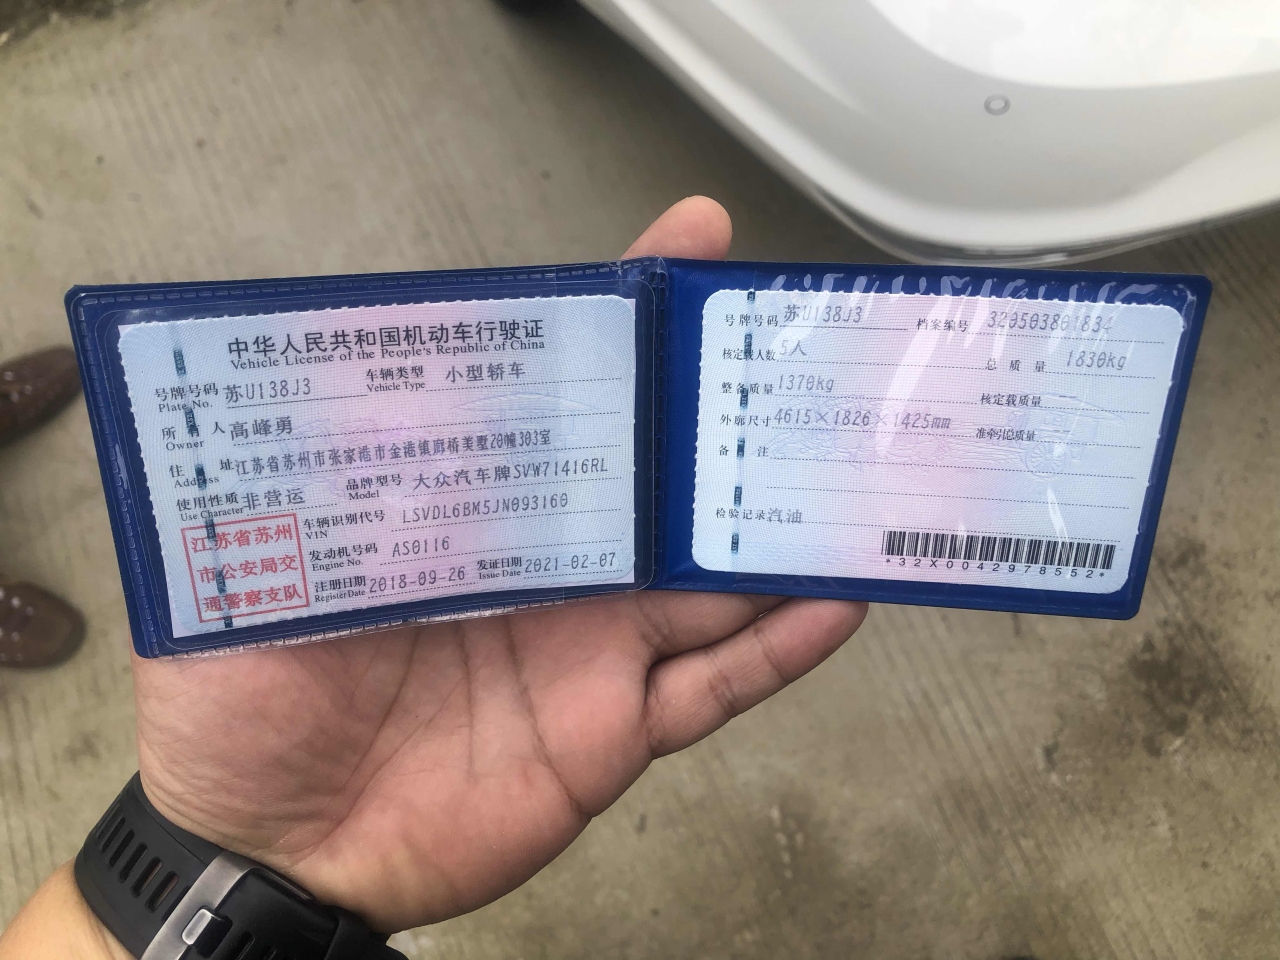 中华人民共和国机动车行驶证
Vehicle License of the People's Republic of China
号牌号码 苏U138J3 车辆类型 小型轿车
Plate No. Vehicle Type
所有人 高峰勇
Owner
住址 江苏省苏州市张家港市金港镇廊桥美墅20幢303室
Address
使用性质 非营运 品牌型号 大众汽车牌SVW71416RL
Use Character Model
车辆识别代号 LSVDL6BM5JN093160
VIN
发动机号码 AS0116
Engine No.
注册日期 2018-09-26 发证日期 2021-02-07
Register Date Issue Date
江苏省苏州
市公安局交
通警察支队
号牌号码 苏U138J3 档案编号 320503801834
核定载人数 5人 总质量 1830kg
整备质量 1370kg 核定载质量 --
外廓尺寸 4615×1826×1425mm 准牵引总质量
备注
检验记录 汽油
*32X0042978552*